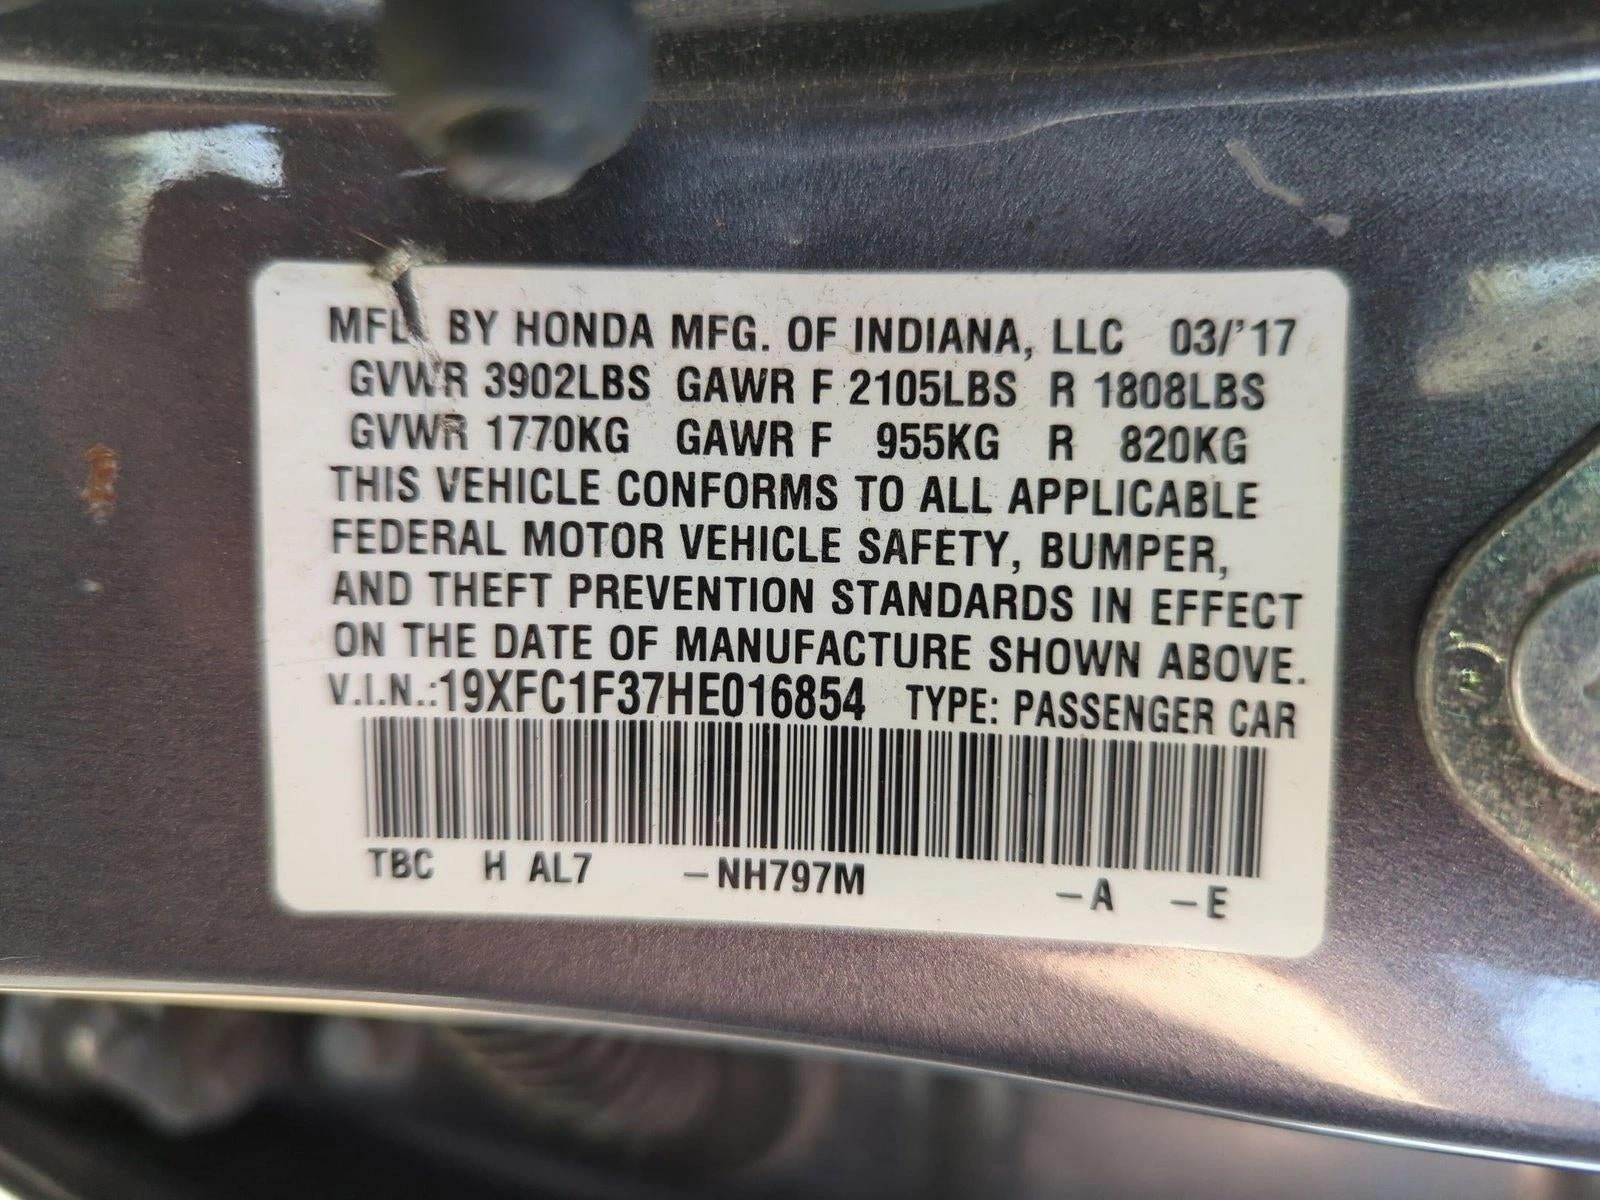 MFD BY HONDA MFG. OF INDIANA, LLC 03/'17
GVWR 3902LBS GAWR F 2105LBS R 1808LBS
GVWR 1770KG GAWR F 955KG R 820KG
THIS VEHICLE CONFORMS TO ALL APPLICABLE
FEDERAL MOTOR VEHICLE SAFETY, BUMPER,
AND THEFT PREVENTION STANDARDS IN EFFECT
ON THE DATE OF MANUFACTURE SHOWN ABOVE.
V.I.N.:19XFC1F37HE016854 TYPE: PASSENGER CAR
TBC H AL7 –NH797M –A –E